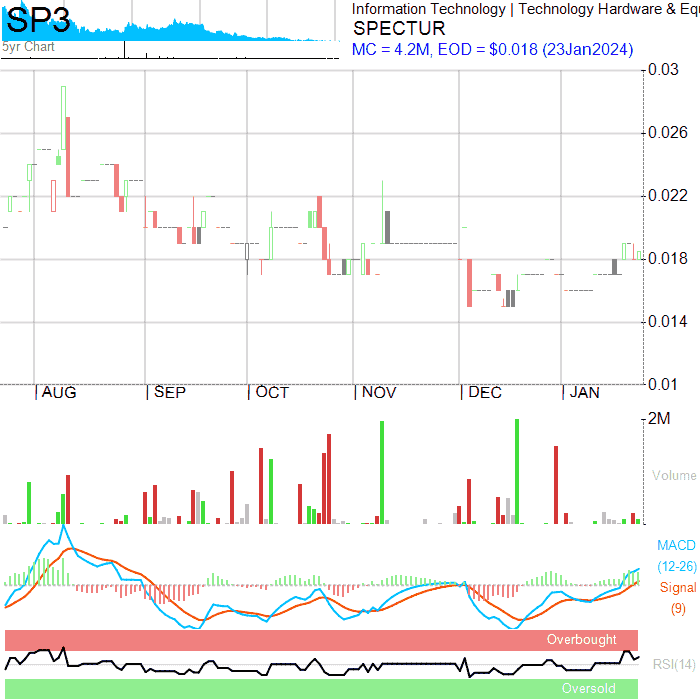 SP3
5yr Chart
Information Technology | Technology Hardware & Equ
SPECTUR
MC = 4.2M, EOD = $0.018 (23Jan2024)
0.03
0.026
0.022
0.018
0.014
0.01
AUG SEP OCT NOV DEC JAN
2M
Volume
MACD
(12-26)
Signal
(9)
Overbought
RSI(14)
Oversold